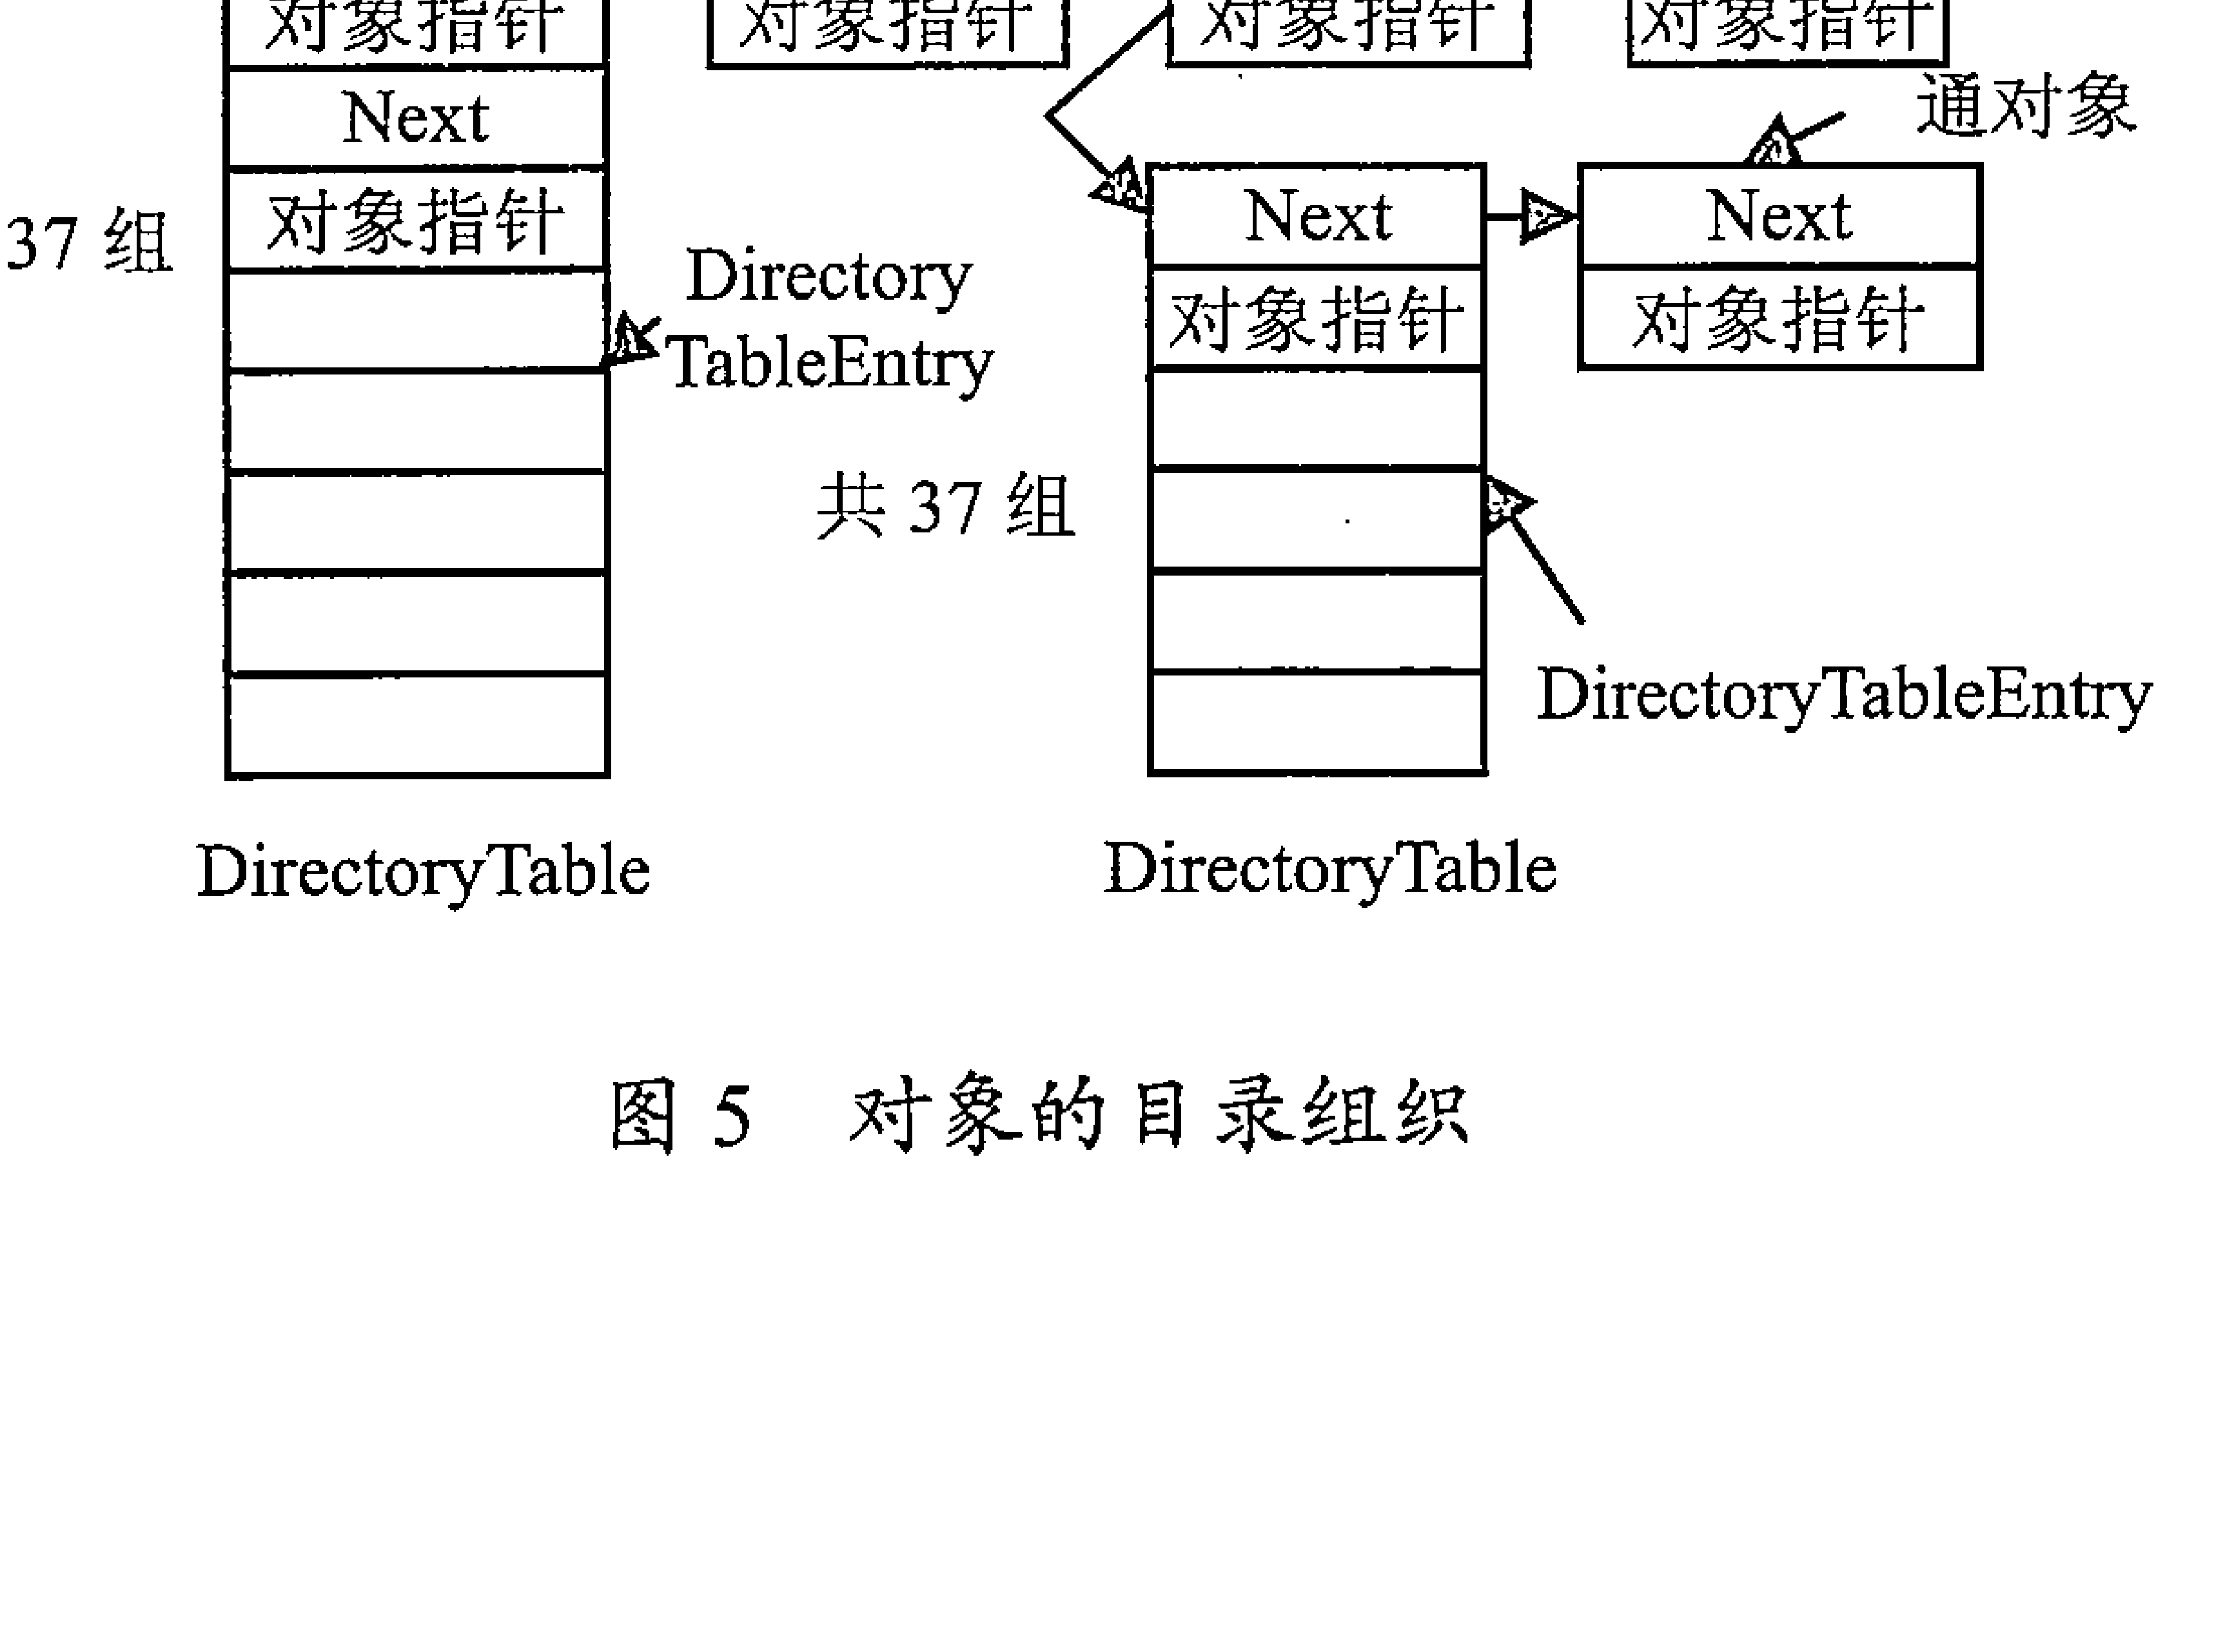 对象指针 对象指针 对象指针 对象指针
Next
通对象
对象指针
37 组
Next
Next
Directory
TableEntry
对象指针
对象指针
共 37 组
DirectoryTableEntry
DirectoryTable
DirectoryTable
图 5 对象的目录组织